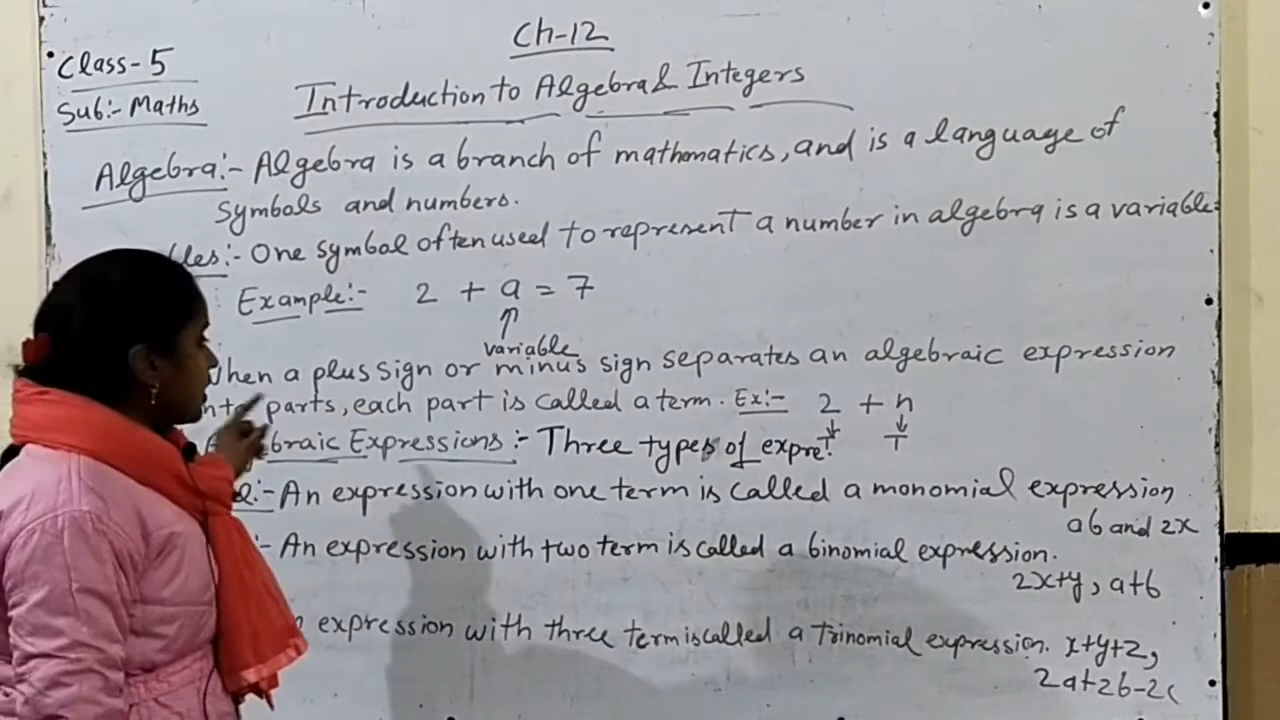 Ch-12
Class-5
Sub:- Maths
Introduction to Algebra & Integers
Algebra:- Algebra is a branch of mathematics, and is a language of
Symbols and numbers.
les:- One symbol often used to represent a number in algebra is a variable
Example:- 2 + a = 7
↑
variable
when a plus sign or minus sign separates an algebraic expression
into parts, each part is called a term. Ex:- 2 + n
↓ ↓
T T
braic Expressions:- Three types of expre
:- An expression with one term is called a monomial expression
ab and 2x
:- An expression with two term is called a binomial expression.
2x+y, a+b
n expression with three term is called a trinomial expression. x+y+z,
2a+2b-2c